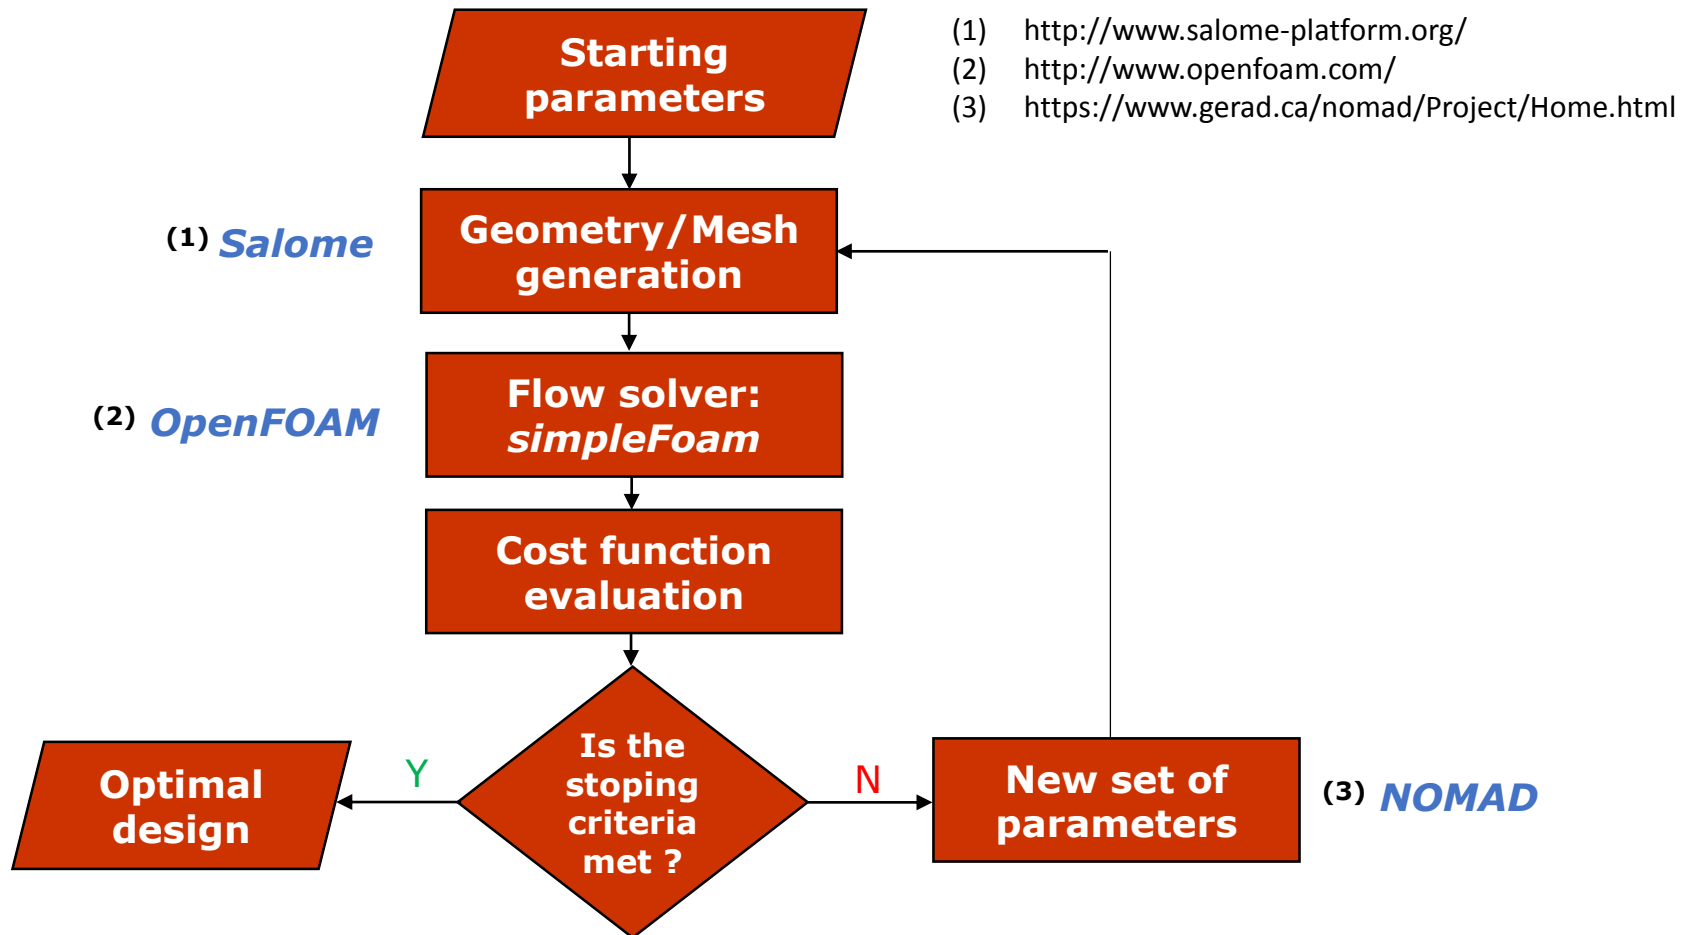 Starting
parameters
(1) http://www.salome-platform.org/
(2) http://www.openfoam.com/
(3) https://www.gerad.ca/nomad/Project/Home.html
(1) Salome
Geometry/Mesh
generation
(2) OpenFOAM
Flow solver:
simpleFoam
Cost function
evaluation
Is the
stoping
criteria
met ?
Y
N
Optimal
design
New set of
parameters
(3) NOMAD